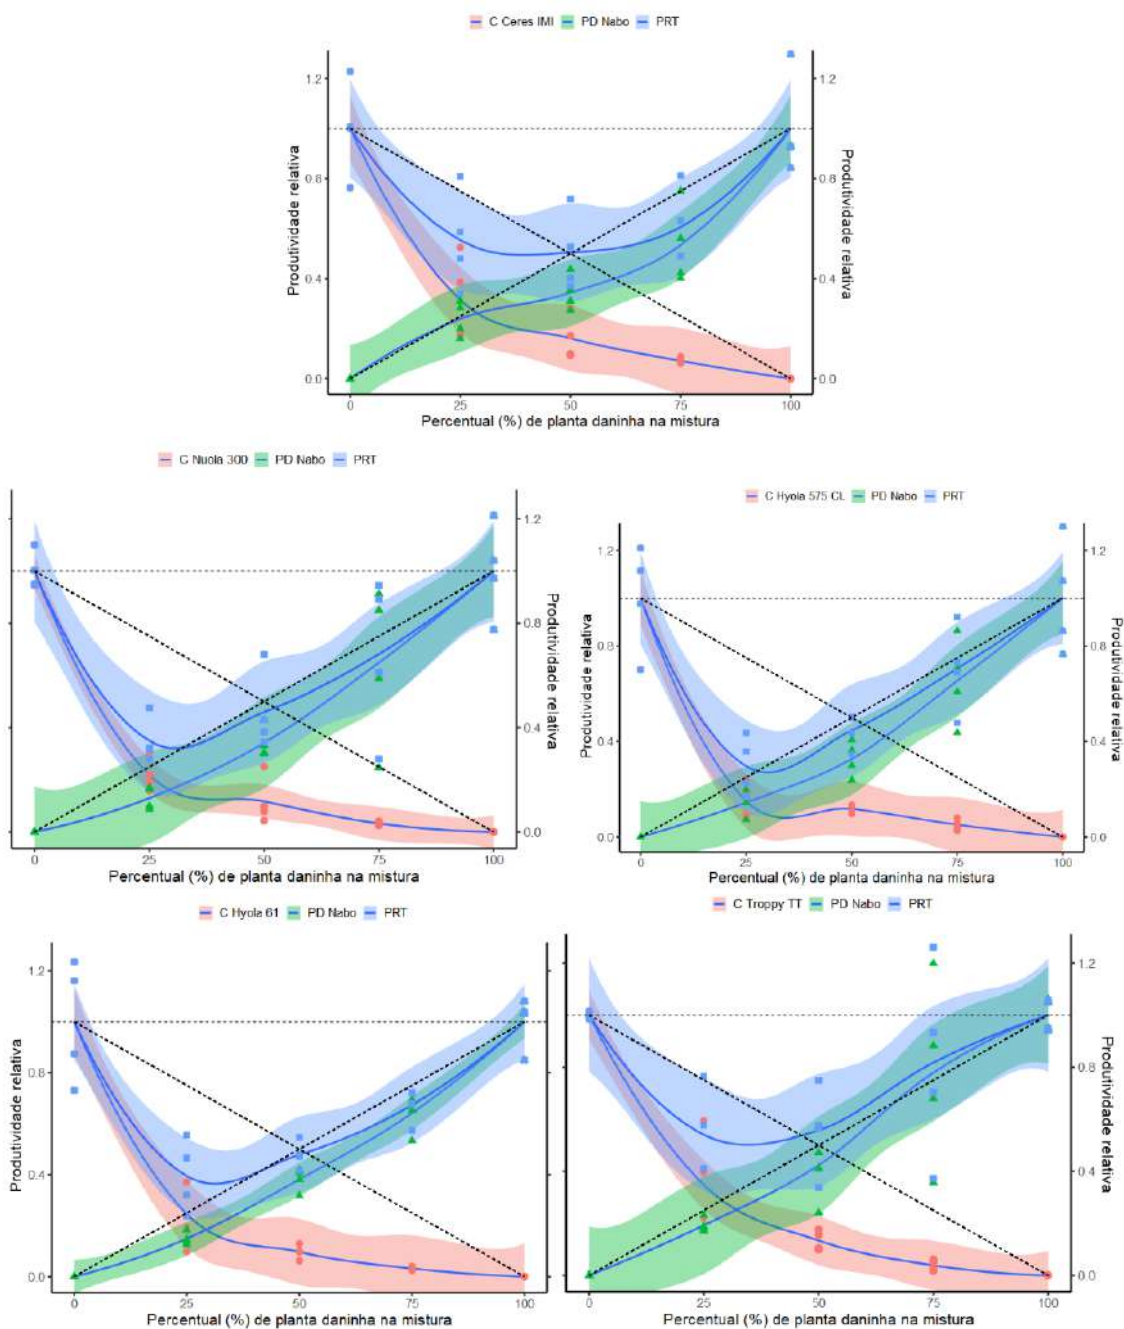 C Ceres IMI PD Nabo PRT
Produtividade relativa
1.2
0.8
0.4
0.0
1.2
0.8
0.4
0.0
Produtividade relativa
0 25 50 75 100
Percentual (%) de planta daninha na mistura
C Nuola 300 PD Nabo PRT
1.2
0.8
0.4
0.0
Produtividade relativa
0 25 50 75 100
Percentual (%) de planta daninha na mistura
C Hyola 575 CL PD Nabo PRT
Produtividade relativa
1.2
0.8
0.4
0.0
1.2
0.8
0.4
0.0
Produtividade relativa
0 25 50 75 100
Percentual (%) de planta daninha na mistura
C Hyola 61 PD Nabo PRT
Produtividade relativa
1.2
0.8
0.4
0.0
0 25 50 75 100
Percentual (%) de planta daninha na mistura
C Troppy TT PD Nabo PRT
1.2
0.8
0.4
0.0
Produtividade relativa
0 25 50 75 100
Percentual (%) de planta daninha na mistura